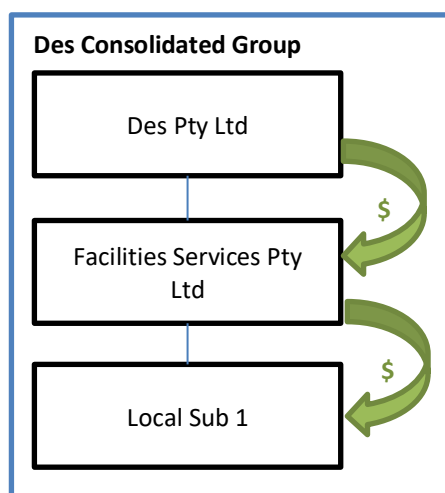 Des Consolidated Group
Des Pty Ltd
$
Facilities Services Pty
Ltd
$
Local Sub 1